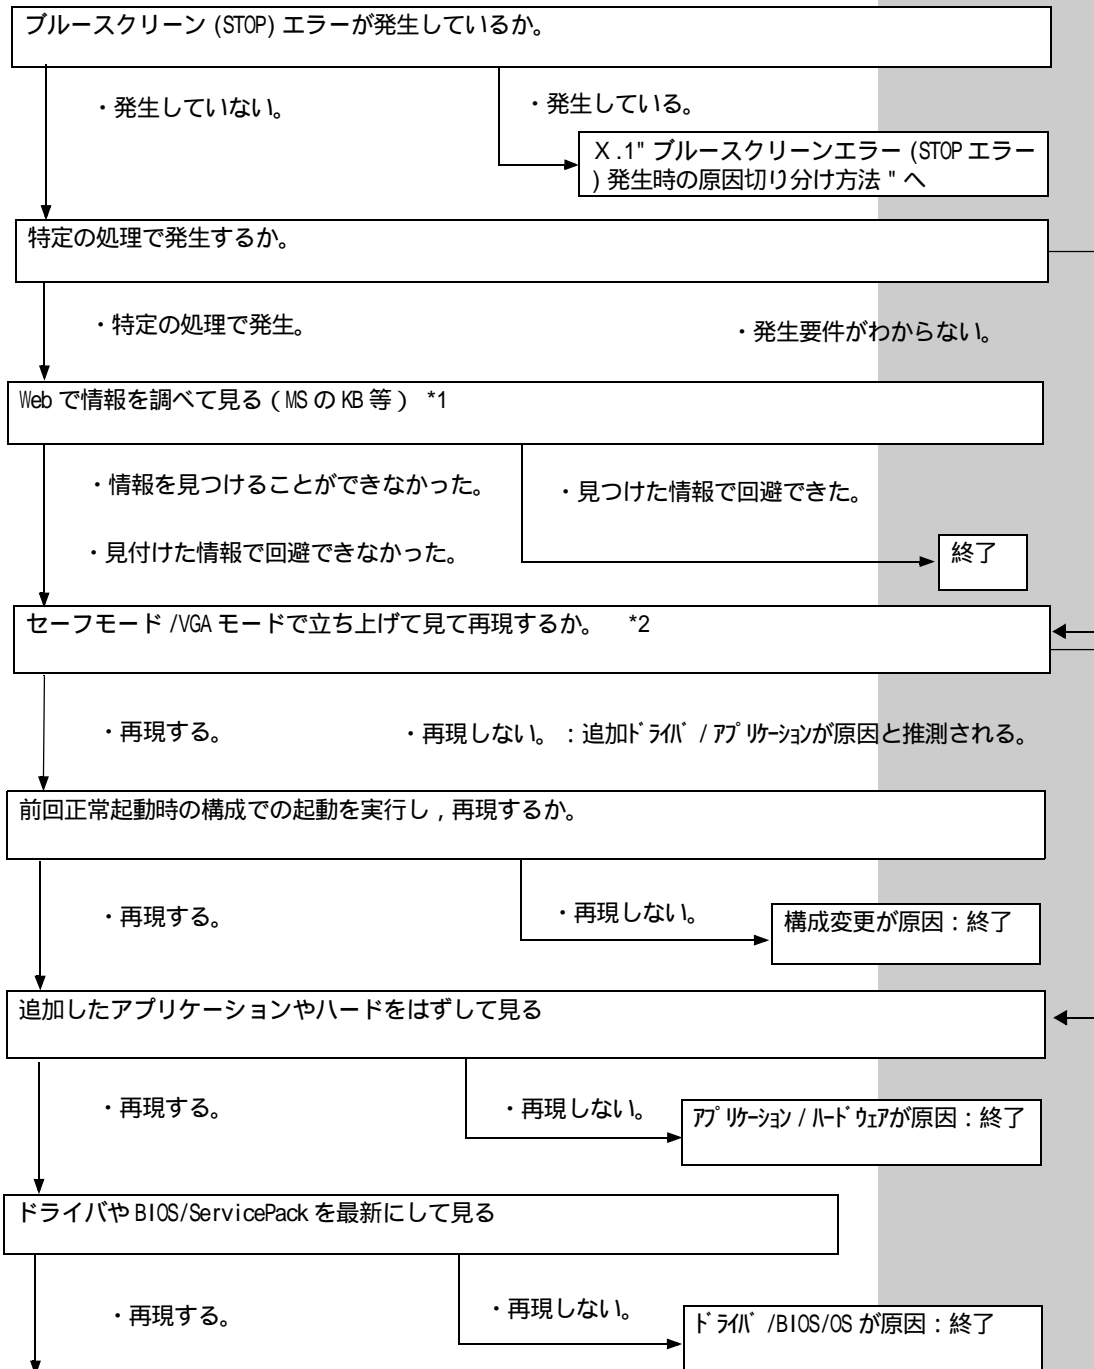 ブルースクリーン (STOP) エラーが発生しているか。
・発生していない。
・発生している。
X .1" ブルースクリーンエラー (STOP エラー
) 発生時の原因切り分け方法 " へ
特定の処理で発生するか。
・特定の処理で発生。
・発生要件がわからない。
Web で情報を調べて見る ( MS の KB 等 ) *1
・情報を見つけることができなかった。
・見つけた情報で回避できた。
・見付けた情報で回避できなかった。
終了
セーフモード /VGA モードで立ち上げて見て再現するか。 *2
・再現する。
・再現しない。：追加ﾄﾞﾗｲﾊﾞ / ｱﾌﾟﾘｹｰｼｮﾝが原因と推測される。
前回正常起動時の構成での起動を実行し , 再現するか。
・再現する。
・再現しない。
構成変更が原因：終了
追加したアプリケーションやハードをはずして見る
・再現する。
・再現しない。
ｱﾌﾟﾘｹｰｼｮﾝ / ﾊｰﾄﾞｳｪｱが原因：終了
ドライバや BIOS/ServicePack を最新にして見る
・再現する。
・再現しない。
ﾄﾞﾗｲﾊﾞ /BIOS/OS が原因：終了